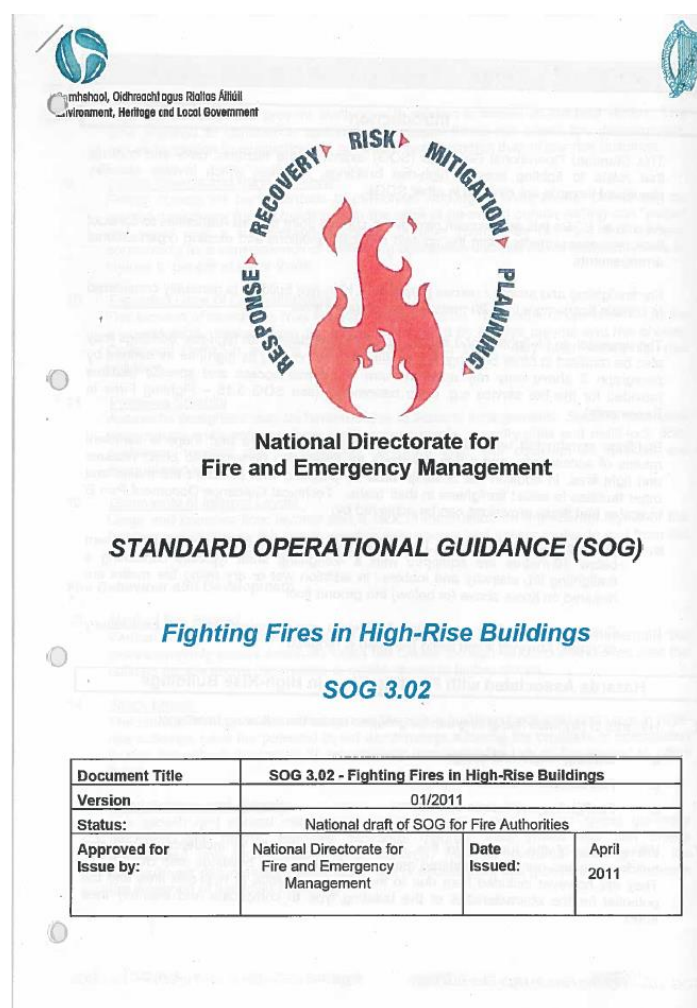 Oidhreacht agus Rialtas Áitiúil
Environment, Heritage and Local Government
RESPONSE RECOVERY RISK MITIGATION PLANNING
National Directorate for
Fire and Emergency Management
STANDARD OPERATIONAL GUIDANCE (SOG)
Fighting Fires in High-Rise Buildings
SOG 3.02
Document Title SOG 3.02 - Fighting Fires in High-Rise Buildings
Version 01/2011
Status: National draft of SOG for Fire Authorities
Approved for Issue by: National Directorate for Fire and Emergency Management Date Issued: April 2011